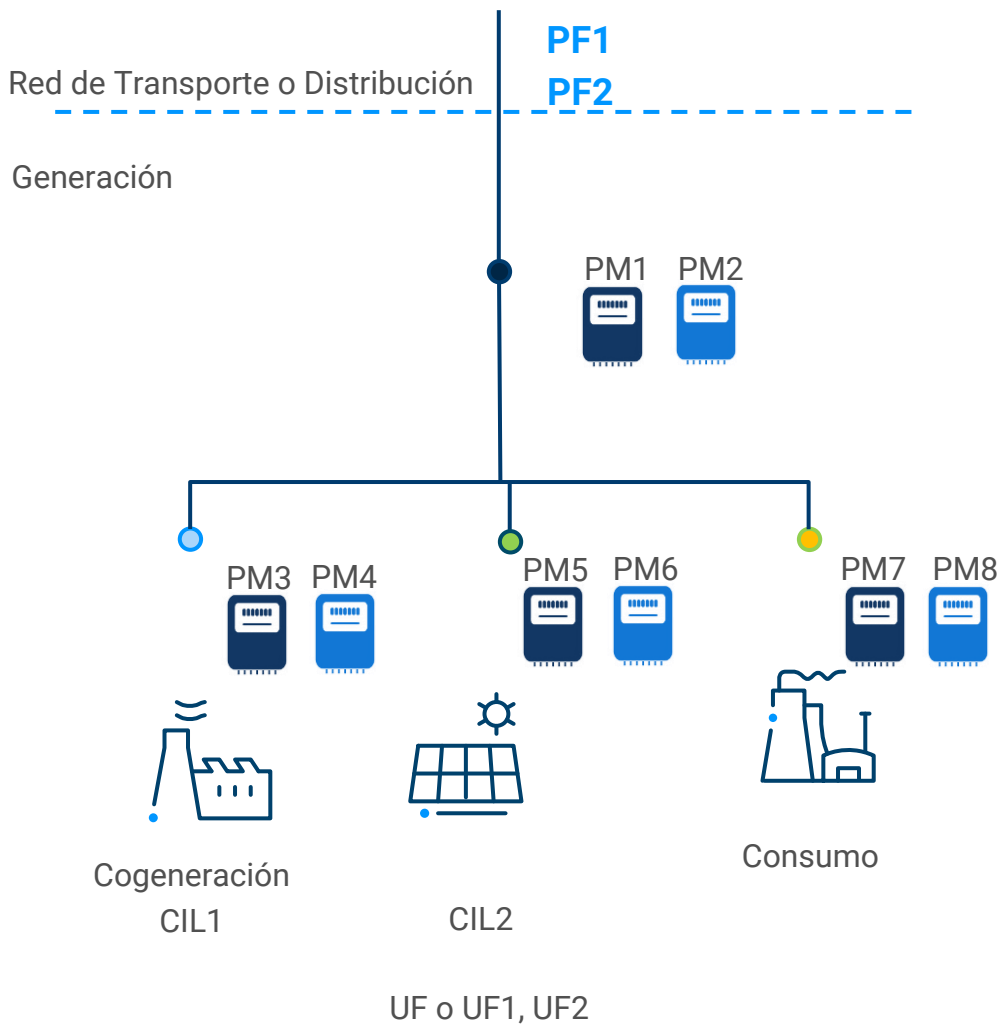 PF1
Red de Transporte o Distribución
PF2
Generación
PM1 PM2
PM3 PM4 PM5 PM6 PM7 PM8
Consumo
Cogeneración
CIL1 CIL2
UF o UF1, UF2